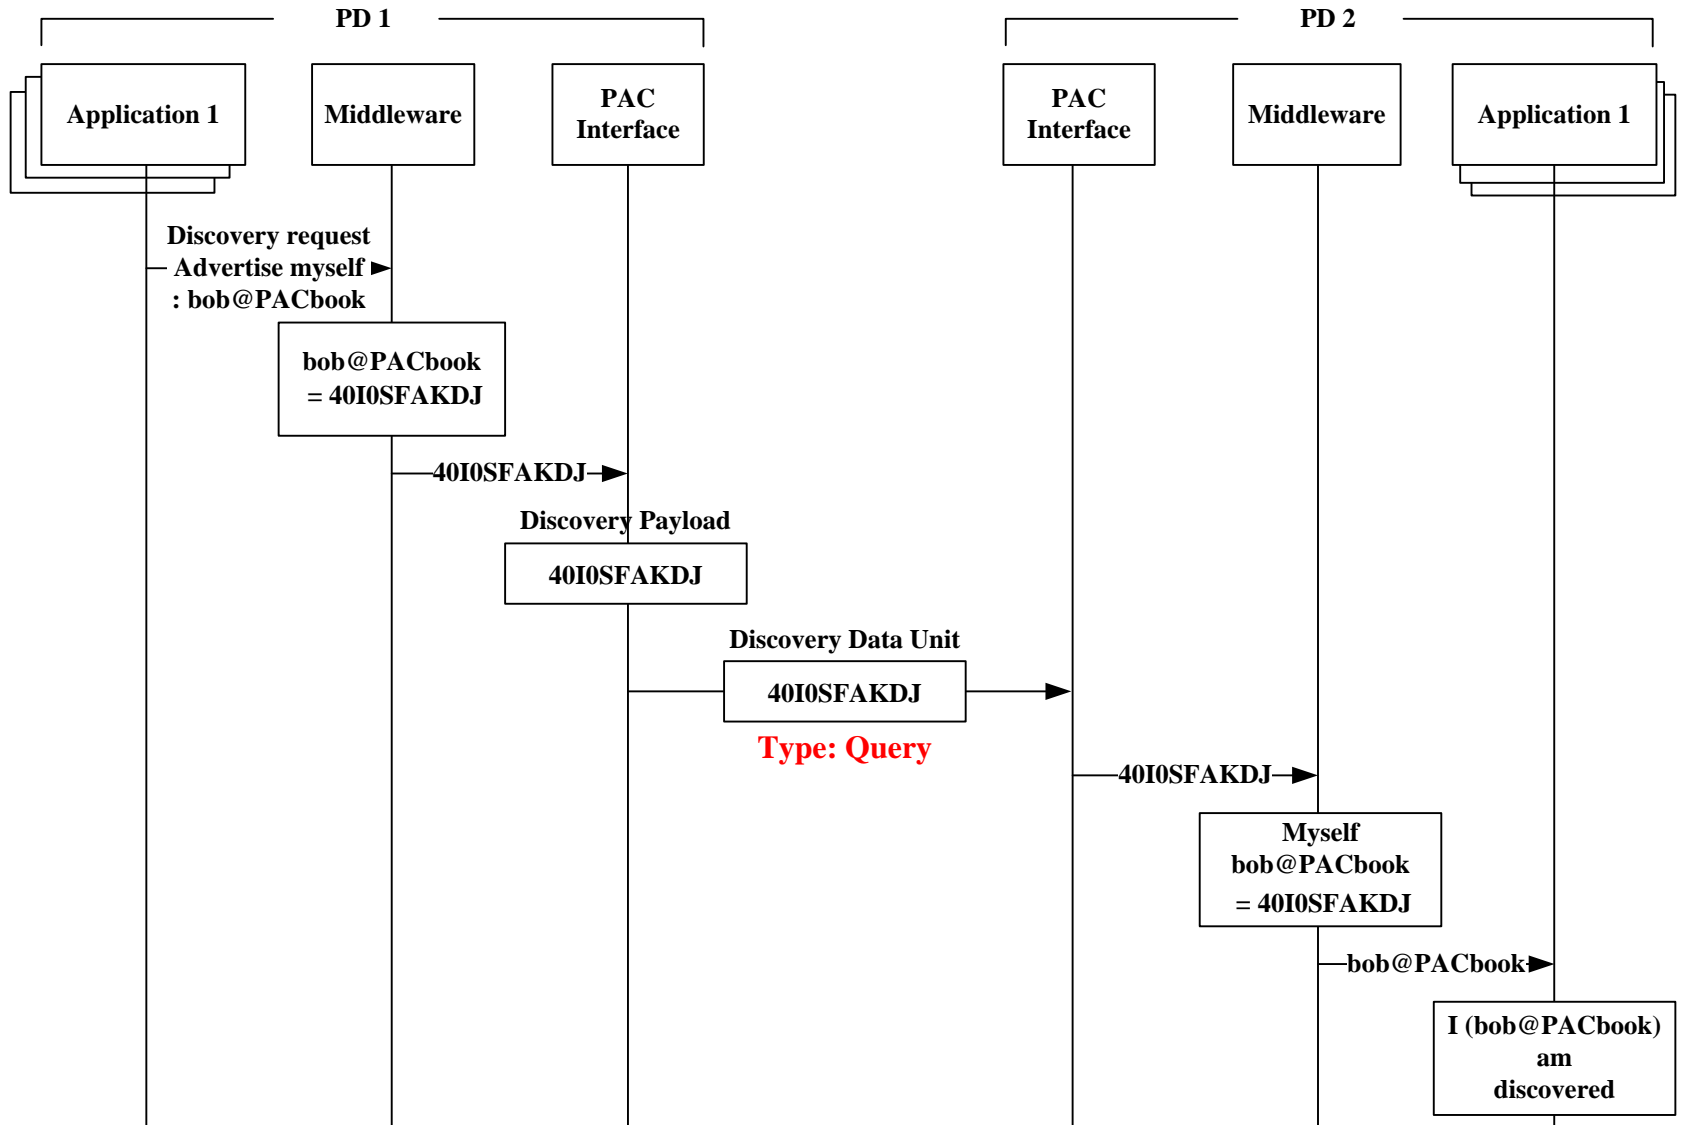 PD 1
PD 2
Application 1
Middleware
PAC
Interface
PAC
Interface
Middleware
Application 1
Discovery request
Advertise myself
: bob@PACbook
bob@PACbook
= 40I0SFAKDJ
40I0SFAKDJ
Discovery Payload
40I0SFAKDJ
Discovery Data Unit
40I0SFAKDJ
Type: Query
40I0SFAKDJ
Myself
bob@PACbook
= 40I0SFAKDJ
bob@PACbook
I (bob@PACbook)
am
discovered